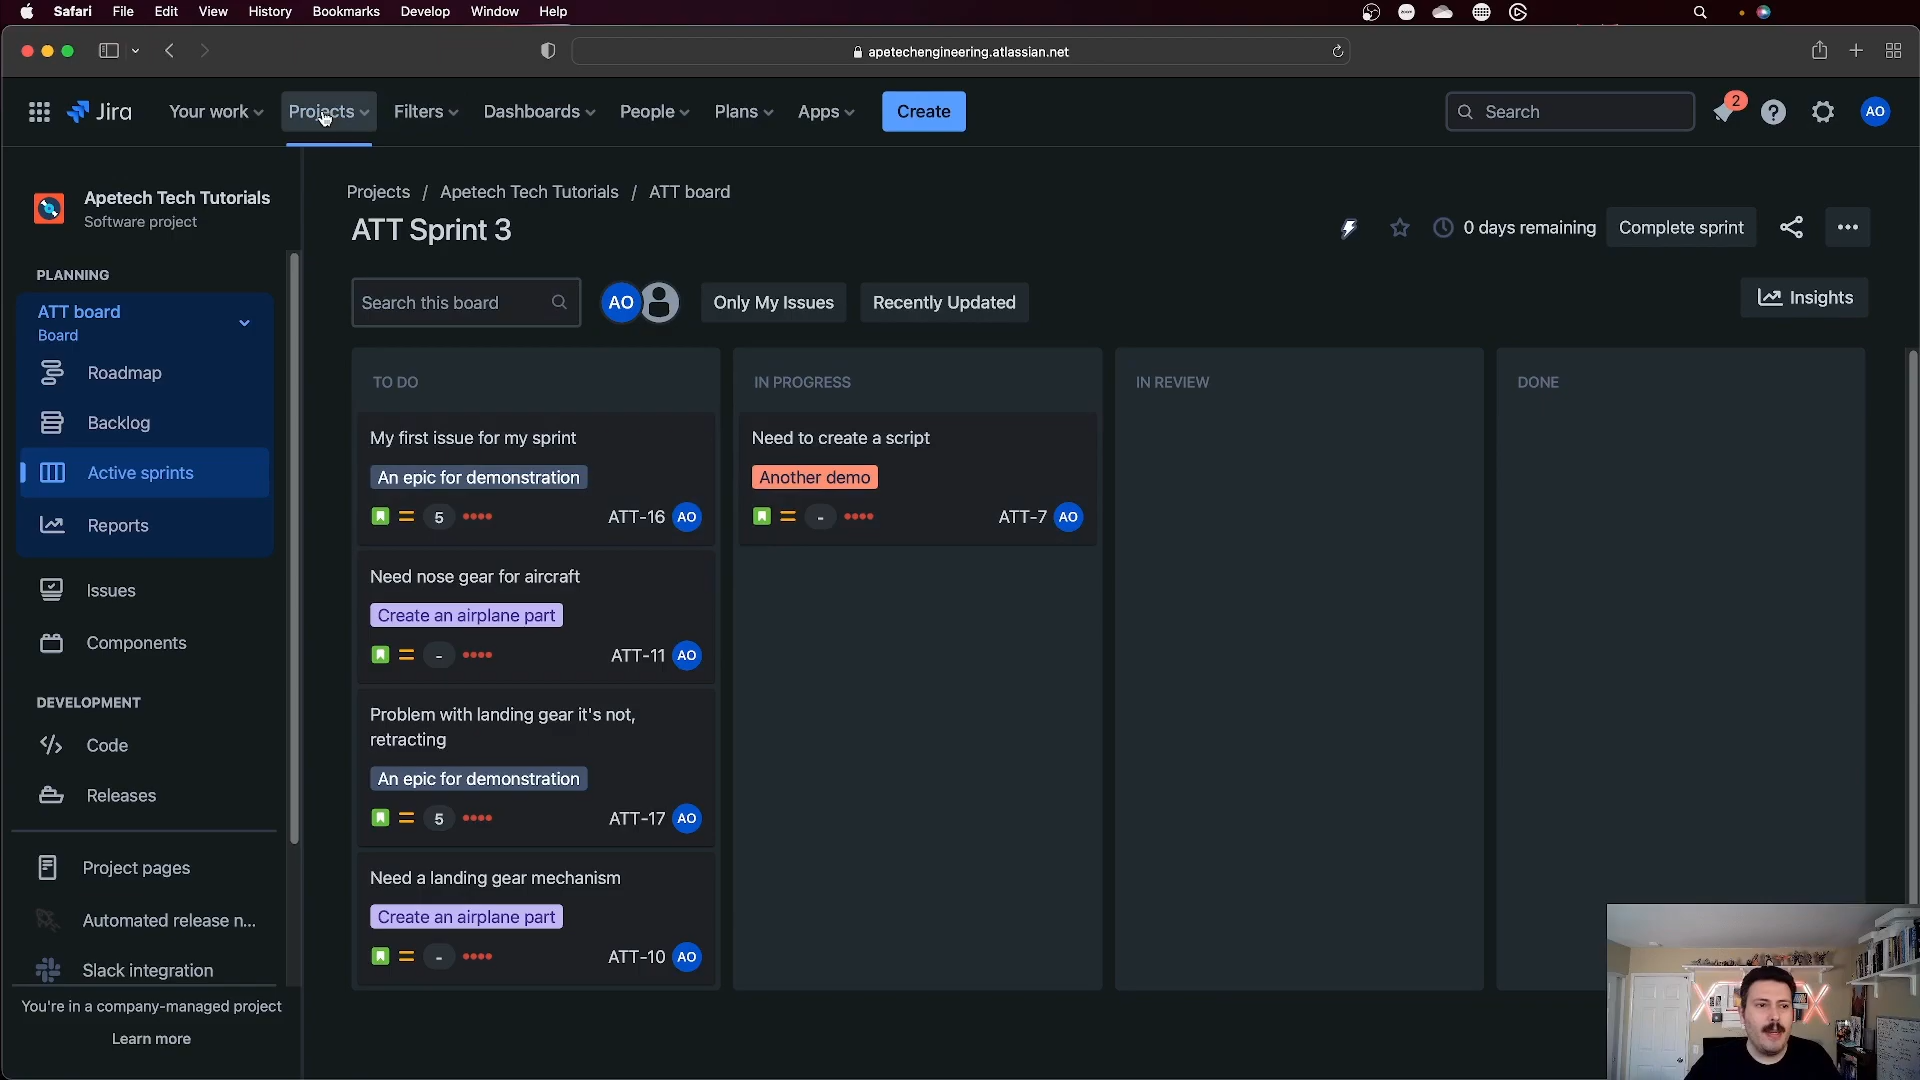 Safari File Edit View History Bookmarks Develop Window Help
apetechengineering.atlassian.net
Jira Your work Projects Filters Dashboards People Plans Apps Create Search 2 AO
Apetech Tech Tutorials
Software project
PLANNING
ATT board
Board
Roadmap
Backlog
Active sprints
Reports
Issues
Components
DEVELOPMENT
Code
Releases
Project pages
Automated release n...
Slack integration
You're in a company-managed project
Learn more
Projects / Apetech Tech Tutorials / ATT board
ATT Sprint 3
0 days remaining Complete sprint
Search this board AO Only My Issues Recently Updated Insights
TO DO
My first issue for my sprint
An epic for demonstration
5 ATT-16 AO
Need nose gear for aircraft
Create an airplane part
- ATT-11 AO
Problem with landing gear it's not,
retracting
An epic for demonstration
5 ATT-17 AO
Need a landing gear mechanism
Create an airplane part
- ATT-10 AO
IN PROGRESS
Need to create a script
Another demo
- ATT-7 AO
IN REVIEW
DONE